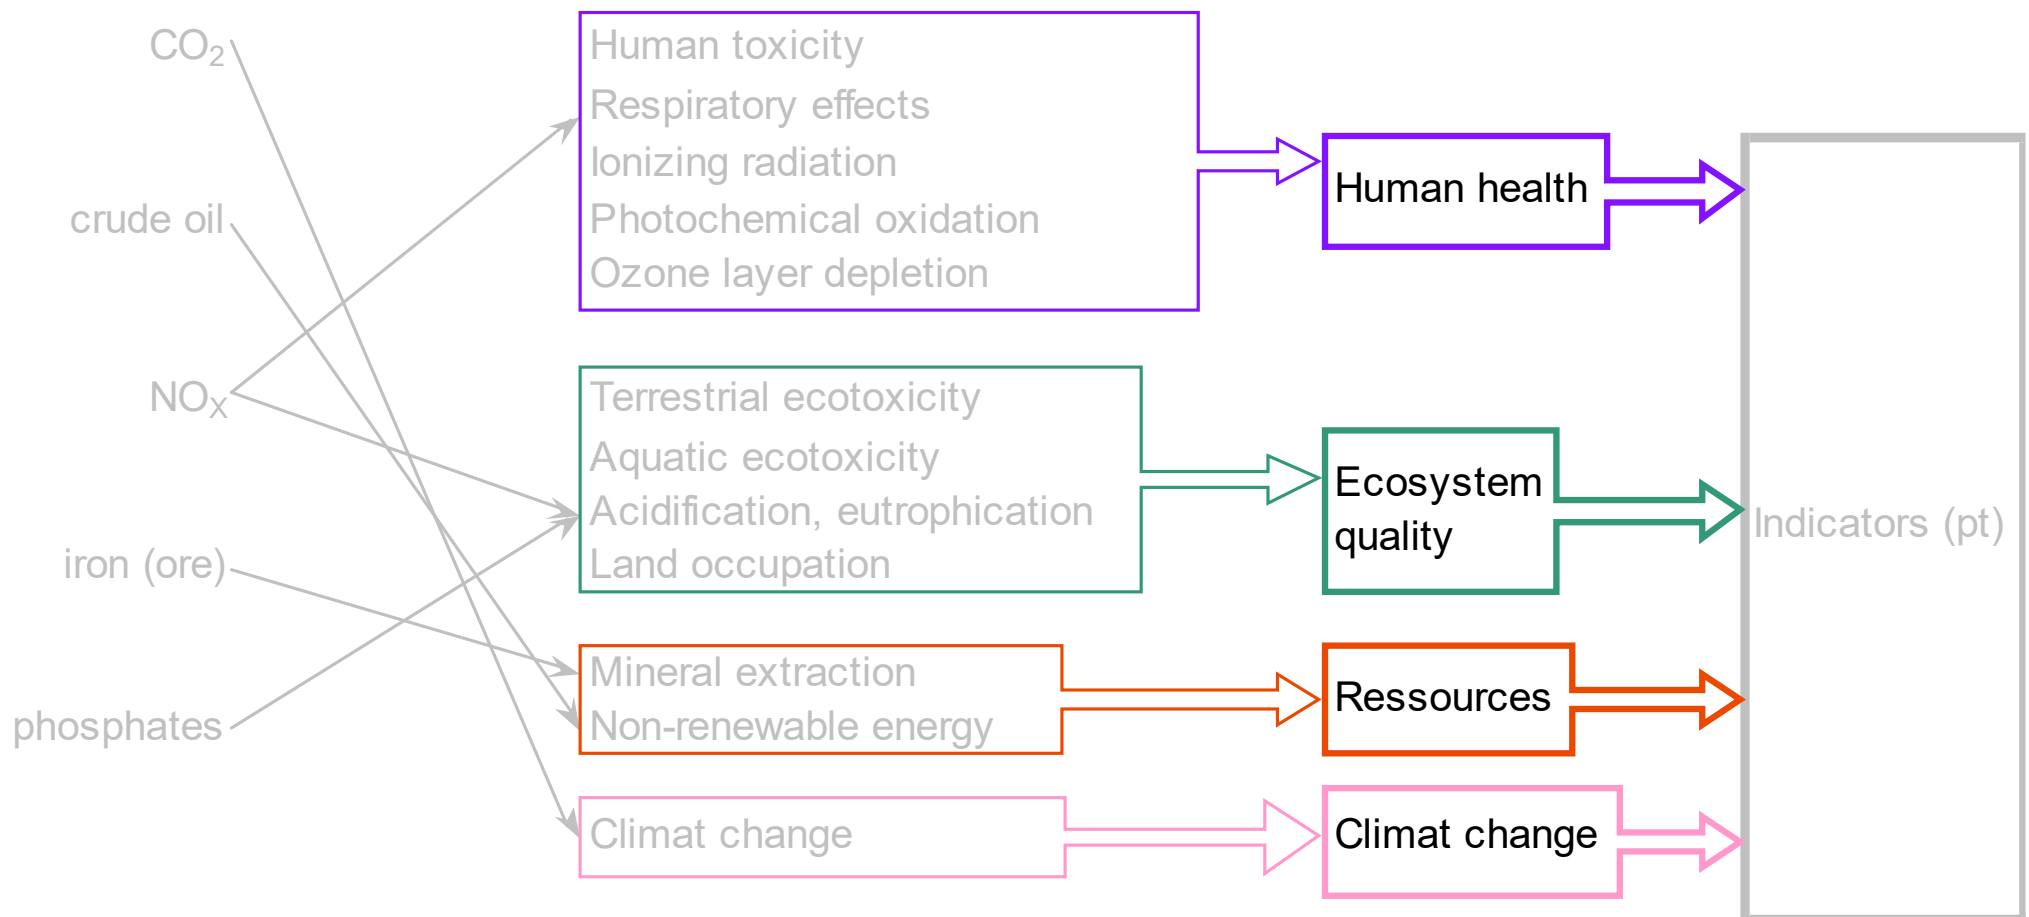 CO₂
crude oil
NOₓ
iron (ore)
phosphates
Human toxicity
Respiratory effects
Ionizing radiation
Photochemical oxidation
Ozone layer depletion
Terrestrial ecotoxicity
Aquatic ecotoxicity
Acidification, eutrophication
Land occupation
Mineral extraction
Non-renewable energy
Climat change
Human health
Ecosystem
quality
Ressources
Climat change
Indicators (pt)